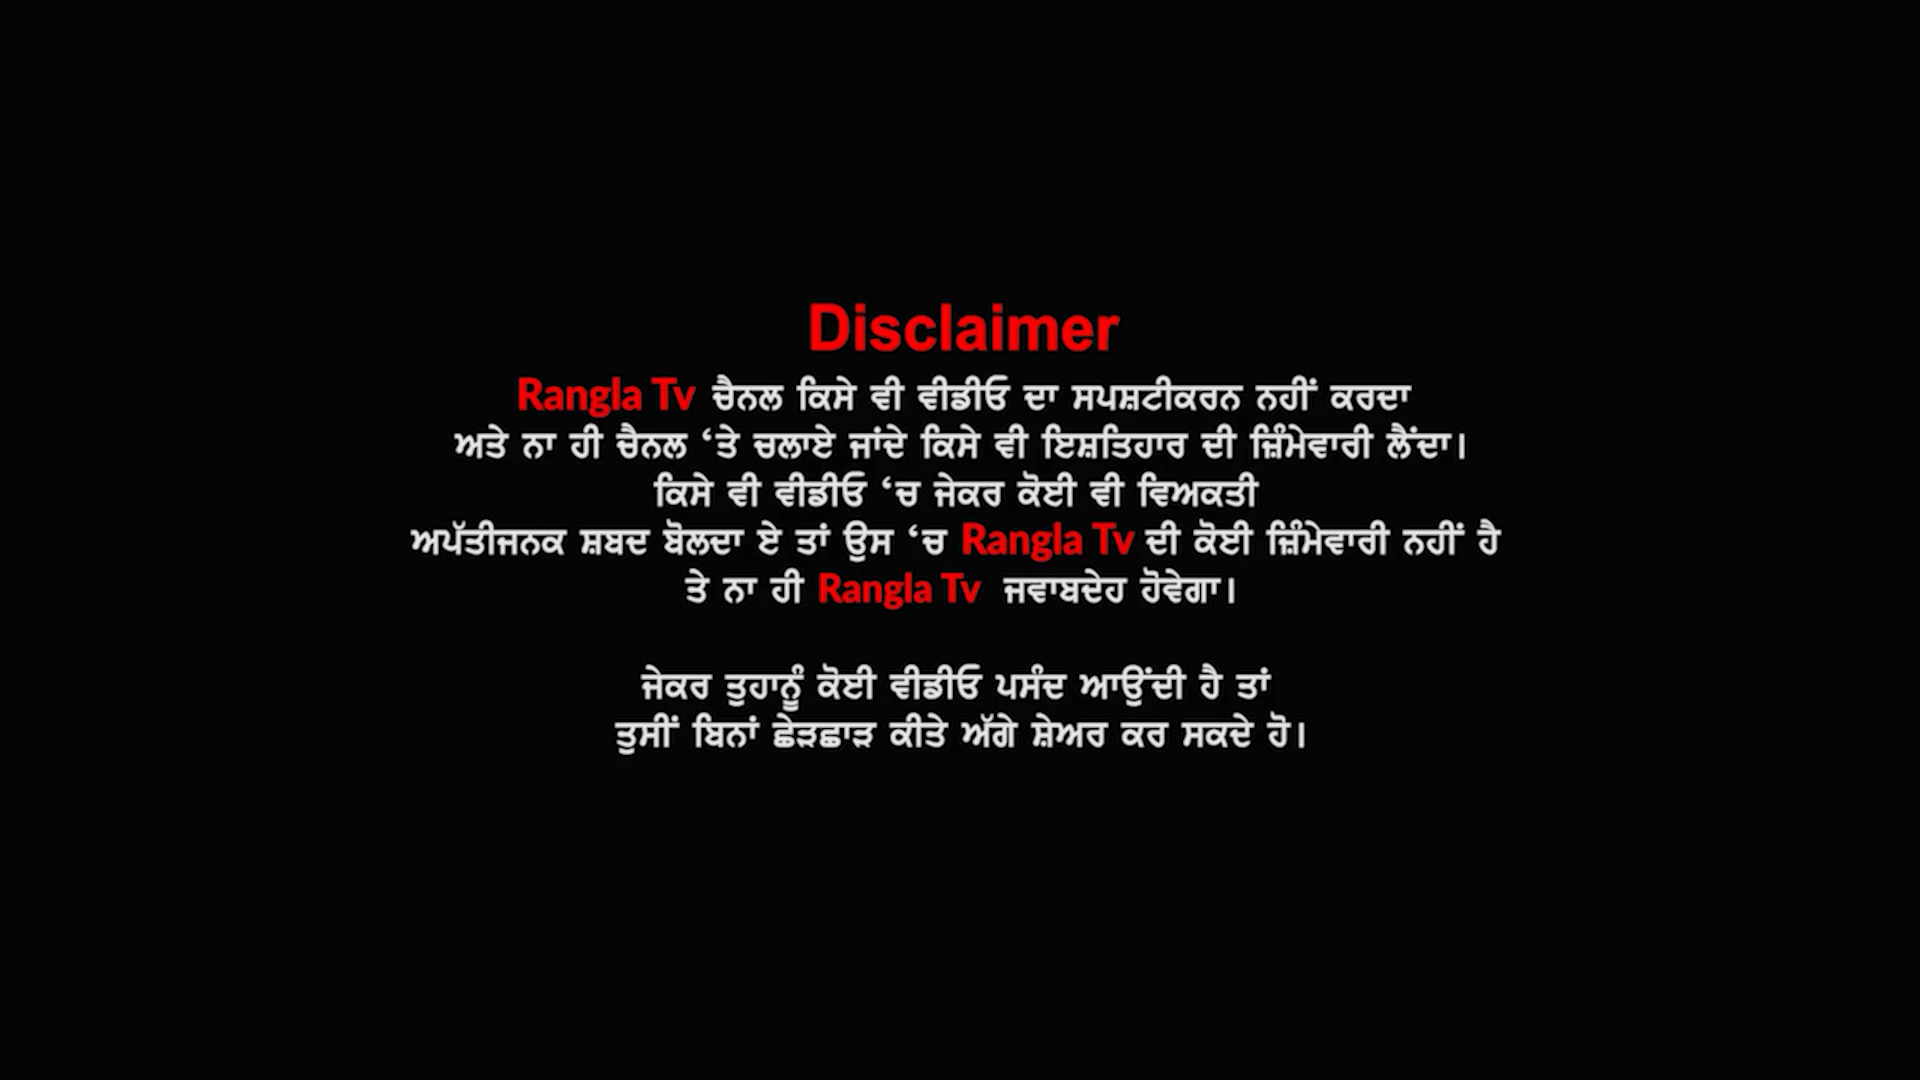 Disclaimer
Rangla Tv ਚੈਨਲ ਕਿਸੇ ਵੀ ਵੀਡੀਓ ਦਾ ਸਪਸ਼ਟੀਕਰਨ ਨਹੀਂ ਕਰਦਾ
ਅਤੇ ਨਾ ਹੀ ਚੈਨਲ ‘ਤੇ ਚਲਾਏ ਜਾਂਦੇ ਕਿਸੇ ਵੀ ਇਸ਼ਤਿਹਾਰ ਦੀ ਜ਼ਿੰਮੇਵਾਰੀ ਲੈਂਦਾ।
ਕਿਸੇ ਵੀ ਵੀਡੀਓ ‘ਚ ਜੇਕਰ ਕੋਈ ਵੀ ਵਿਅਕਤੀ
ਅਪੱਤੀਜਨਕ ਸ਼ਬਦ ਬੋਲਦਾ ਏ ਤਾਂ ਉਸ ‘ਚ Rangla Tv ਦੀ ਕੋਈ ਜ਼ਿੰਮੇਵਾਰੀ ਨਹੀਂ ਹੈ
ਤੇ ਨਾ ਹੀ Rangla Tv ਜਵਾਬਦੇਹ ਹੋਵੇਗਾ।
ਜੇਕਰ ਤੁਹਾਨੂੰ ਕੋਈ ਵੀਡੀਓ ਪਸੰਦ ਆਉਂਦੀ ਹੈ ਤਾਂ
ਤੁਸੀਂ ਬਿਨਾਂ ਛੇੜਛਾੜ ਕੀਤੇ ਅੱਗੇ ਸ਼ੇਅਰ ਕਰ ਸਕਦੇ ਹੋ।